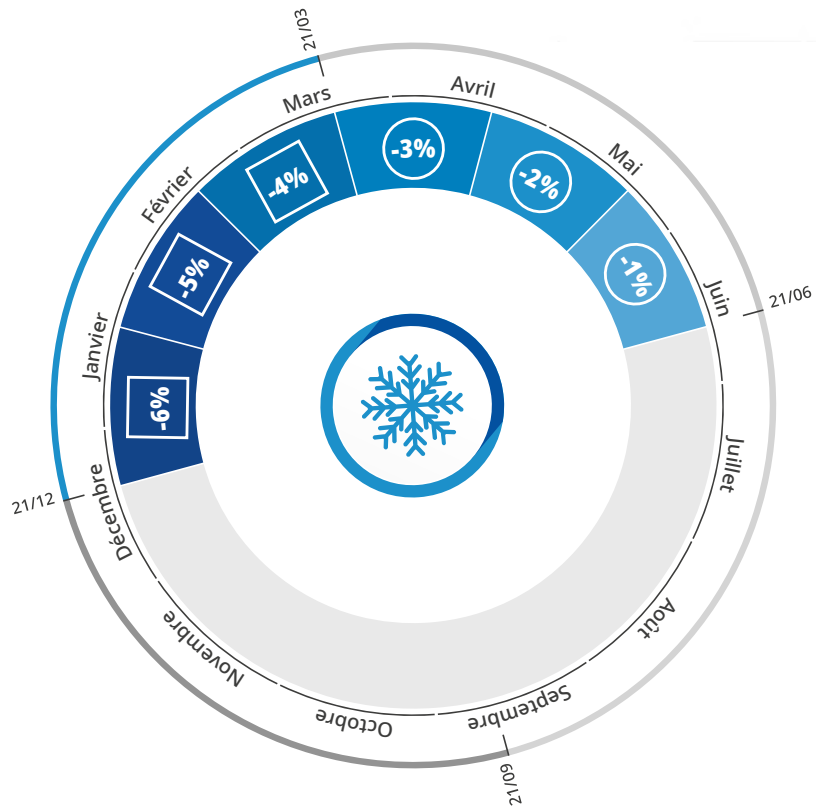 21/03
Avril
Mars
Mai
-3%
-4%
-2%
Février
-5%
-1%
Juin
21/06
Janvier
-6%
Juillet
21/12
Décembre
Août
Novembre
Septembre
Octobre
21/09